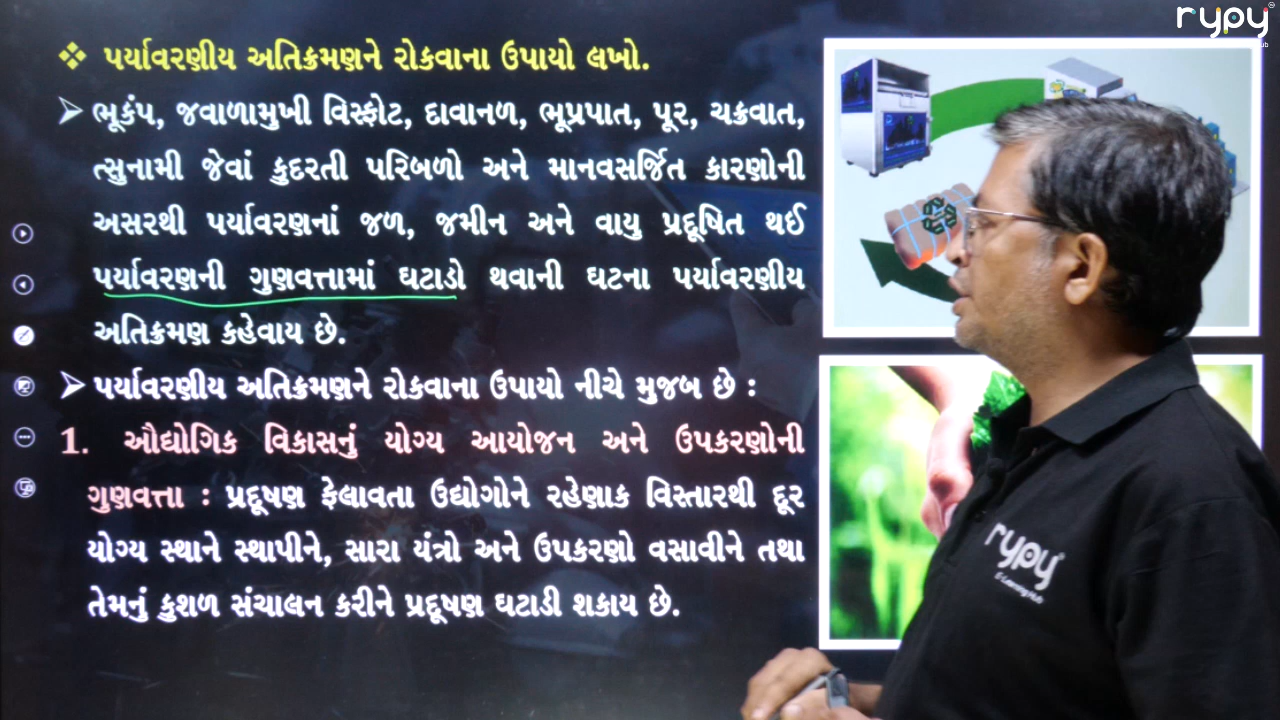 rypy
❖ પર્યાવરણીય અતિક્રમણને રોકવાના ઉપાયો લખો.
➢ ભૂકંપ, જવાળામુખી વિસ્ફોટ, દાવાનળ, ભૂપ્રપાત, પૂર, ચક્રવાત,
ત્સુનામી જેવાં કુદરતી પરિબળો અને માનવસર્જિત કારણોની
અસરથી પર્યાવરણનાં જળ, જમીન અને વાયુ પ્રદૂષિત થઈ
પર્યાવરણની ગુણવત્તામાં ઘટાડો થવાની ઘટના પર્યાવરણીય
અતિક્રમણ કહેવાય છે.
➢ પર્યાવરણીય અતિક્રમણને રોકવાના ઉપાયો નીચે મુજબ છે :
1. ઔદ્યોગિક વિકાસનું યોગ્ય આયોજન અને ઉપકરણોની
ગુણવત્તા : પ્રદૂષણ ફેલાવતા ઉદ્યોગોને રહેણાક વિસ્તારથી દૂર
યોગ્ય સ્થાને સ્થાપીને, સારા યંત્રો અને ઉપકરણો વસાવીને તથા
તેમનું કુશળ સંચાલન કરીને પ્રદૂષણ ઘટાડી શકાય છે.
rypy
E-Learning Hub